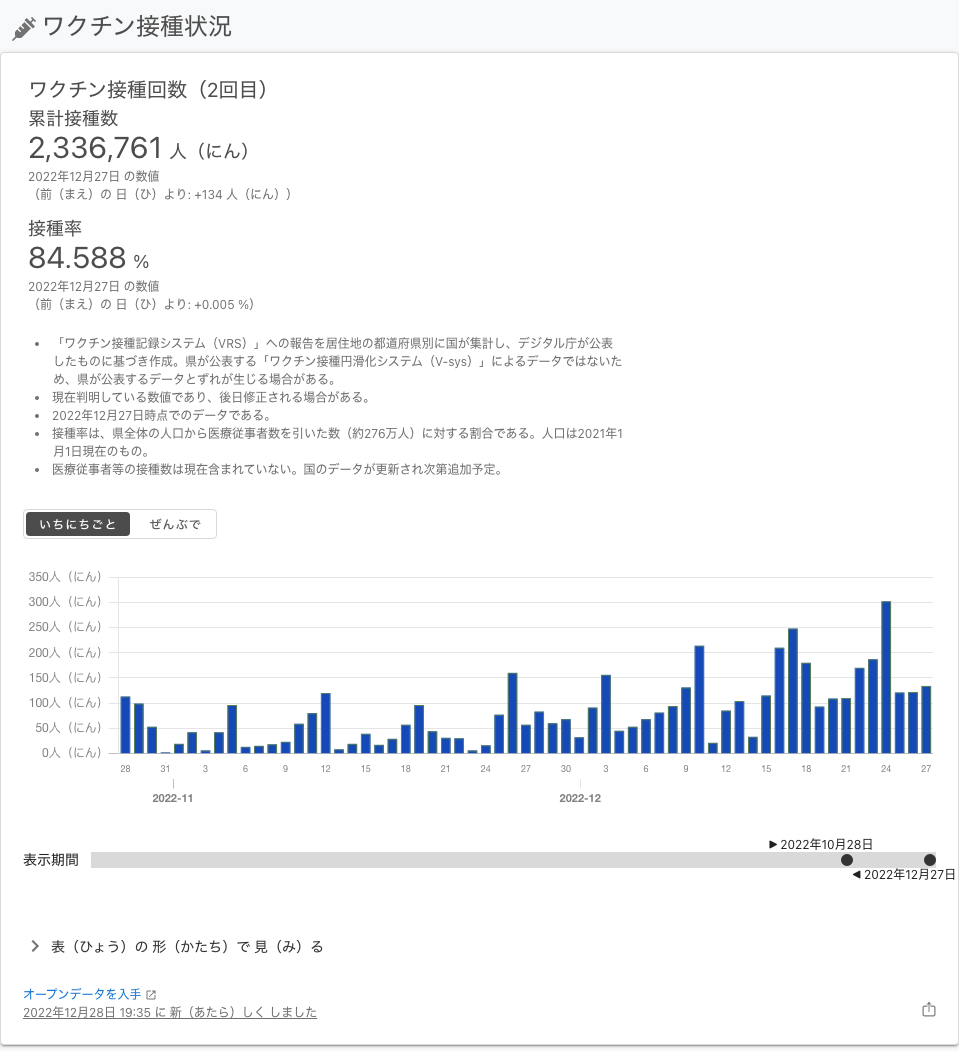 ワクチン接種状況
ワクチン接種回数（2回目）
累計接種数
2,336,761 人（にん）
2022年12月27日 の数値
（前（まえ）の 日（ひ）より: +134 人（にん））
接種率
84.588 %
2022年12月27日 の数値
（前（まえ）の 日（ひ）より: +0.005 %）
• 「ワクチン接種記録システム（VRS）」への報告を居住地の都道府県別に国が集計し、デジタル庁が公表
したものに基づき作成。県が公表する「ワクチン接種円滑化システム（V-sys）」によるデータではないた
め、県が公表するデータとずれが生じる場合がある。
• 現在判明している数値であり、後日修正される場合がある。
• 2022年12月27日時点でのデータである。
• 接種率は、県全体の人口から医療従事者数を引いた数（約276万人）に対する割合である。人口は2021年1
月1日現在のもの。
• 医療従事者等の接種数は現在含まれていない。国のデータが更新され次第追加予定。
いちにちごと ぜんぶで
350人（にん）
300人（にん）
250人（にん）
200人（にん）
150人（にん）
100人（にん）
50人（にん）
0人（にん）
28 31 3 6 9 12 15 18 21 24 27 30 3 6 9 12 15 18 21 24 27
2022-11 2022-12
▶ 2022年10月28日
表示期間
◀ 2022年12月27日
表（ひょう）の 形（かたち）で 見（み）る
オープンデータを入手
2022年12月28日 19:35 に 新（あたら）しく しました